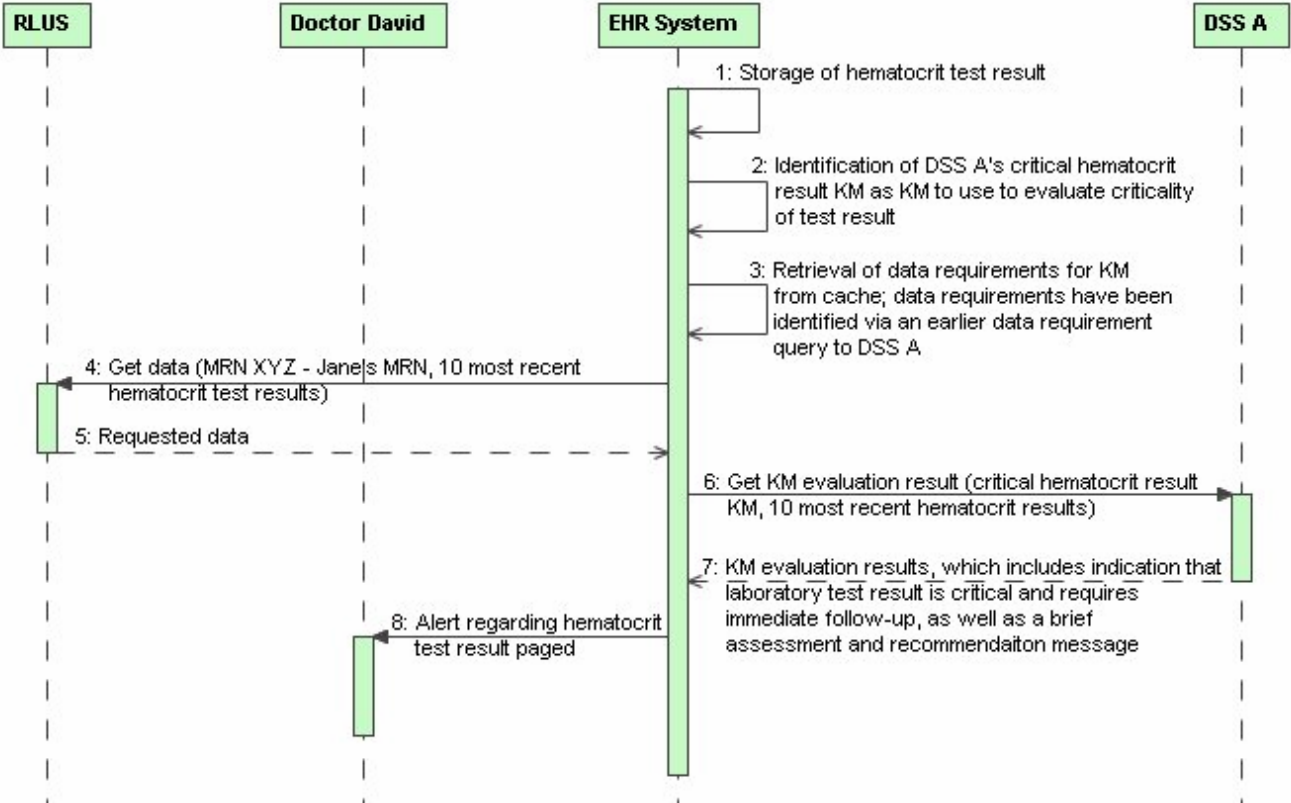 RLUS
Doctor David
EHR System
DSS A
1: Storage of hematocrit test result
2: Identification of DSS A's critical hematocrit
result KM as KM to use to evaluate criticality
of test result
3: Retrieval of data requirements for KM
from cache; data requirements have been
identified via an earlier data requirement
query to DSS A
4: Get data (MRN XYZ - Jane's MRN, 10 most recent
hematocrit test results)
5: Requested data
6: Get KM evaluation result (critical hematocrit result
KM, 10 most recent hematocrit results)
7: KM evaluation results, which includes indication that
laboratory test result is critical and requires
immediate follow-up, as well as a brief
assessment and recommendaiton message
8: Alert regarding hematocrit
test result paged